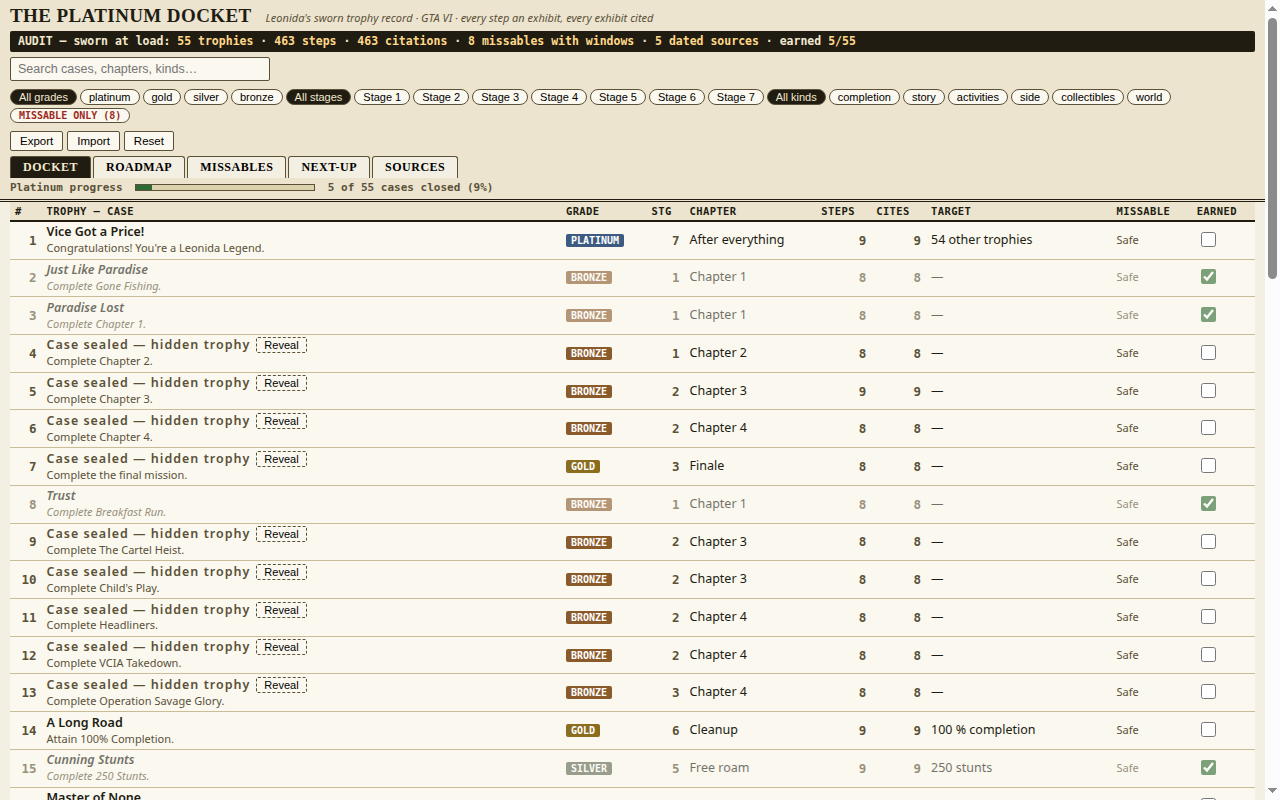 THE PLATINUM DOCKET Leonida's sworn trophy record · GTA VI · every step an exhibit, every exhibit cited
AUDIT — sworn at load: 55 trophies · 463 steps · 463 citations · 8 missables with windows · 5 dated sources · earned 5/55
Search cases, chapters, kinds…
All grades platinum gold silver bronze All stages Stage 1 Stage 2 Stage 3 Stage 4 Stage 5 Stage 6 Stage 7 All kinds completion story activities side collectibles world
MISSABLE ONLY (8)
Export Import Reset
DOCKET ROADMAP MISSABLES NEXT-UP SOURCES
Platinum progress 5 of 55 cases closed (9%)
# TROPHY — CASE GRADE STG CHAPTER STEPS CITES TARGET MISSABLE EARNED
1 Vice Got a Price! PLATINUM 7 After everything 9 9 54 other trophies Safe
Congratulations! You're a Leonida Legend.
2 Just Like Paradise BRONZE 1 Chapter 1 8 8 — Safe
Complete Gone Fishing.
3 Paradise Lost BRONZE 1 Chapter 1 8 8 — Safe
Complete Chapter 1.
4 Case sealed — hidden trophy Reveal BRONZE 1 Chapter 2 8 8 — Safe
Complete Chapter 2.
5 Case sealed — hidden trophy Reveal BRONZE 2 Chapter 3 9 9 — Safe
Complete Chapter 3.
6 Case sealed — hidden trophy Reveal BRONZE 2 Chapter 4 8 8 — Safe
Complete Chapter 4.
7 Case sealed — hidden trophy Reveal GOLD 3 Finale 8 8 — Safe
Complete the final mission.
8 Trust BRONZE 1 Chapter 1 8 8 — Safe
Complete Breakfast Run.
9 Case sealed — hidden trophy Reveal BRONZE 2 Chapter 3 8 8 — Safe
Complete The Cartel Heist.
10 Case sealed — hidden trophy Reveal BRONZE 2 Chapter 3 8 8 — Safe
Complete Child's Play.
11 Case sealed — hidden trophy Reveal BRONZE 2 Chapter 4 8 8 — Safe
Complete Headliners.
12 Case sealed — hidden trophy Reveal BRONZE 2 Chapter 4 8 8 — Safe
Complete VCIA Takedown.
13 Case sealed — hidden trophy Reveal BRONZE 3 Chapter 4 8 8 — Safe
Complete Operation Savage Glory.
14 A Long Road GOLD 6 Cleanup 9 9 100 % completion Safe
Attain 100% Completion.
15 Cunning Stunts SILVER 5 Free roam 9 9 250 stunts Safe
Complete 250 Stunts.
Master of None